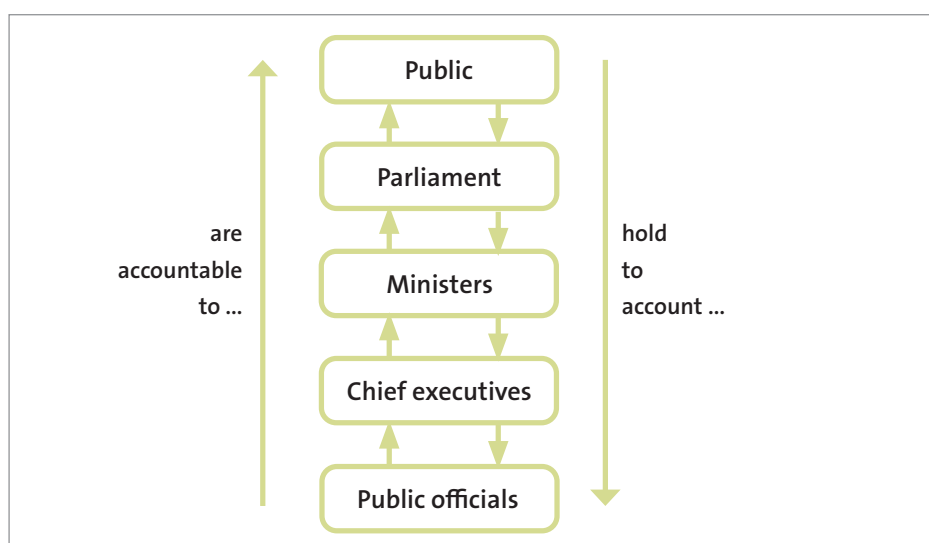 Public
Parliament
are
accountable
to ...
hold
to
account ...
Ministers
Chief executives
Public officials